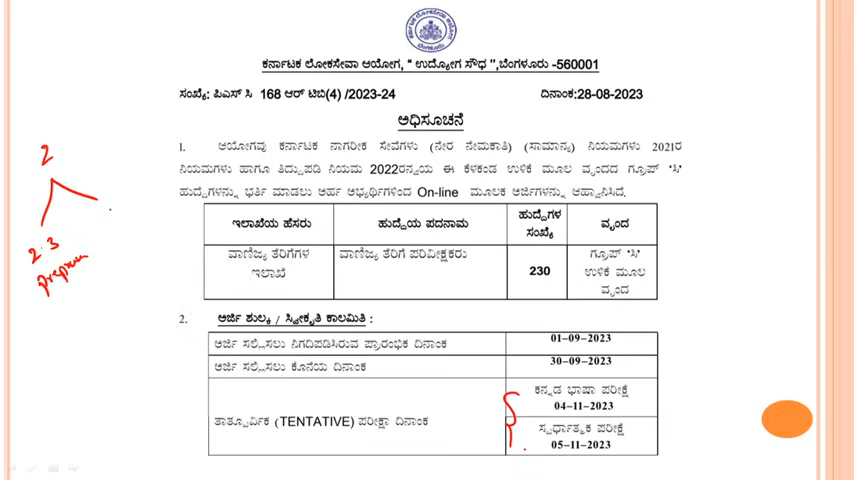 ಕರ್ನಾಟಕ ಲೋಕಸೇವಾ ಆಯೋಗ, “ ಉದ್ಯೋಗ ಸೌಧ ”,ಬೆಂಗಳೂರು -560001
ಸಂಖ್ಯೆ: ಪಿಎಸ್ ಸಿ 168 ಆರ್ ಟಿಬಿ(4) /2023-24 ದಿನಾಂಕ:28-08-2023
ಅಧಿಸೂಚನೆ
1. ಆಯೋಗವು ಕರ್ನಾಟಕ ನಾಗರೀಕ ಸೇವೆಗಳು (ನೇರ ನೇಮಕಾತಿ) (ಸಾಮಾನ್ಯ) ನಿಯಮಗಳು 2021ರ
ನಿಯಮಗಳು ಹಾಗೂ ತಿದ್ದುಪಡಿ ನಿಯಮ 2022ರನ್ವಯ ಈ ಕೆಳಕಂಡ ಉಳಿಕೆ ಮೂಲ ವೃಂದದ ಗ್ರೂಪ್ ‘ಸಿ’
ಹುದ್ದೆಗಳನ್ನು ಭರ್ತಿ ಮಾಡಲು ಅರ್ಹ ಅಭ್ಯರ್ಥಿಗಳಿಂದ On-line ಮೂಲಕ ಅರ್ಜಿಗಳನ್ನು ಆಹ್ವಾನಿಸಿದೆ.
ಇಲಾಖೆಯ ಹೆಸರು ಹುದ್ದೆಯ ಪದನಾಮ ಹುದ್ದೆಗಳ ಸಂಖ್ಯೆ ವೃಂದ
ವಾಣಿಜ್ಯ ತೆರಿಗೆಗಳ ಇಲಾಖೆ ವಾಣಿಜ್ಯ ತೆರಿಗೆ ಪರಿವೀಕ್ಷಕರು 230 ಗ್ರೂಪ್ ‘ಸಿ’ ಉಳಿಕೆ ಮೂಲ ವೃಂದ
2. ಅರ್ಜಿ ಶುಲ್ಕ / ಸ್ವೀಕೃತಿ ಕಾಲಮಿತಿ :
ಅರ್ಜಿ ಸಲ್ಲಿಸಲು ನಿಗದಿಪಡಿಸಿರುವ ಪ್ರಾರಂಭಿಕ ದಿನಾಂಕ 01-09-2023
ಅರ್ಜಿ ಸಲ್ಲಿಸಲು ಕೊನೆಯ ದಿನಾಂಕ 30-09-2023
ತಾತ್ಪೂರ್ವಿಕ (TENTATIVE) ಪರೀಕ್ಷಾ ದಿನಾಂಕ
ಕನ್ನಡ ಭಾಷಾ ಪರೀಕ್ಷೆ
04-11-2023
ಸ್ಪರ್ಧಾತ್ಮಕ ಪರೀಕ್ಷೆ
05-11-2023
2
2.3